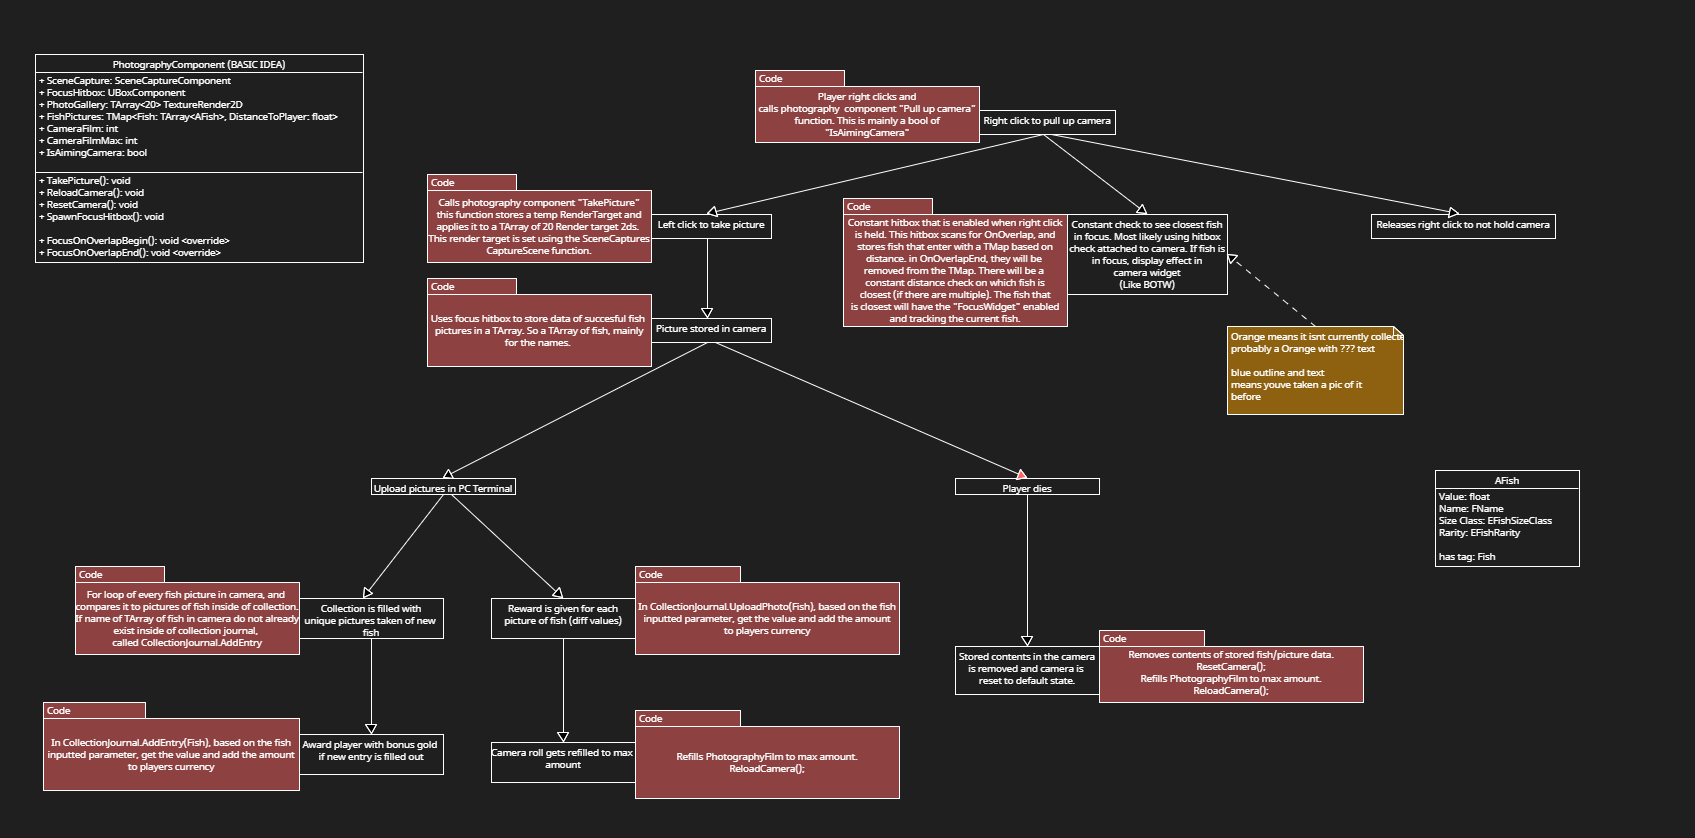 PhotographyComponent (BASIC IDEA)
+ SceneCapture: SceneCaptureComponent
+ FocusHitbox: UBoxComponent
+ PhotoGallery: TArray<20> TextureRender2D
+ FishPictures: TMap<Fish: TArray<AFish>, DistanceToPlayer: float>
+ CameraFilm: int
+ CameraFilmMax: int
+ IsAimingCamera: bool
+ TakePicture(): void
+ ReloadCamera(): void
+ ResetCamera(): void
+ SpawnFocusHitbox(): void
+ FocusOnOverlapBegin(): void <override>
+ FocusOnOverlapEnd(): void <override>
Code
Player right clicks and
calls photography  component "Pull up camera"
function. This is mainly a bool of
"IsAimingCamera"
Right click to pull up camera
Code
Calls photography component "TakePicture"
this function stores a temp RenderTarget and
applies it to a TArray of 20 Render target 2ds.
This render target is set using the SceneCaptures
CaptureScene function.
Left click to take picture
Code
Constant hitbox that is enabled when right click
is held. This hitbox scans for OnOverlap, and
stores fish that enter with a TMap based on
distance. in OnOverlapEnd, they will be
removed from the TMap. There will be a
constant distance check on which fish is
closest (if there are multiple). The fish that
is closest will have the "FocusWidget" enabled
and tracking the current fish.
Constant check to see closest fish
in focus. Most likely using hitbox
check attached to camera. If fish is
in focus, display effect in
camera widget
(Like BOTW)
Releases right click to not hold camera
Code
Uses focus hitbox to store data of succesful fish
pictures in a TArray. So a TArray of fish, mainly
for the names.
Picture stored in camera
Orange means it isnt currently collecte
probably a Orange with ??? text
blue outline and text
means youve taken a pic of it
before
Upload pictures in PC Terminal
Player dies
AFish
Value: float
Name: FName
Size Class: EFishSizeClass
Rarity: EFishRarity
has tag: Fish
Code
For loop of every fish picture in camera, and
compares it to pictures of fish inside of collection.
If name of TArray of fish in camera do not already
exist inside of collection journal,
called CollectionJournal.AddEntry
Collection is filled with
unique pictures taken of new
fish
Reward is given for each
picture of fish (diff values)
Code
In CollectionJournal.UploadPhoto(Fish), based on the fish
inputted parameter, get the value and add the amount
to players currency
Stored contents in the camera
is removed and camera is
reset to default state.
Code
Removes contents of stored fish/picture data.
ResetCamera();
Refills PhotographyFilm to max amount.
ReloadCamera();
Code
In CollectionJournal.AddEntry(Fish), based on the fish
inputted parameter, get the value and add the amount
to players currency
Award player with bonus gold
if new entry is filled out
Camera roll gets refilled to max
amount
Code
Refills PhotographyFilm to max amount.
ReloadCamera();